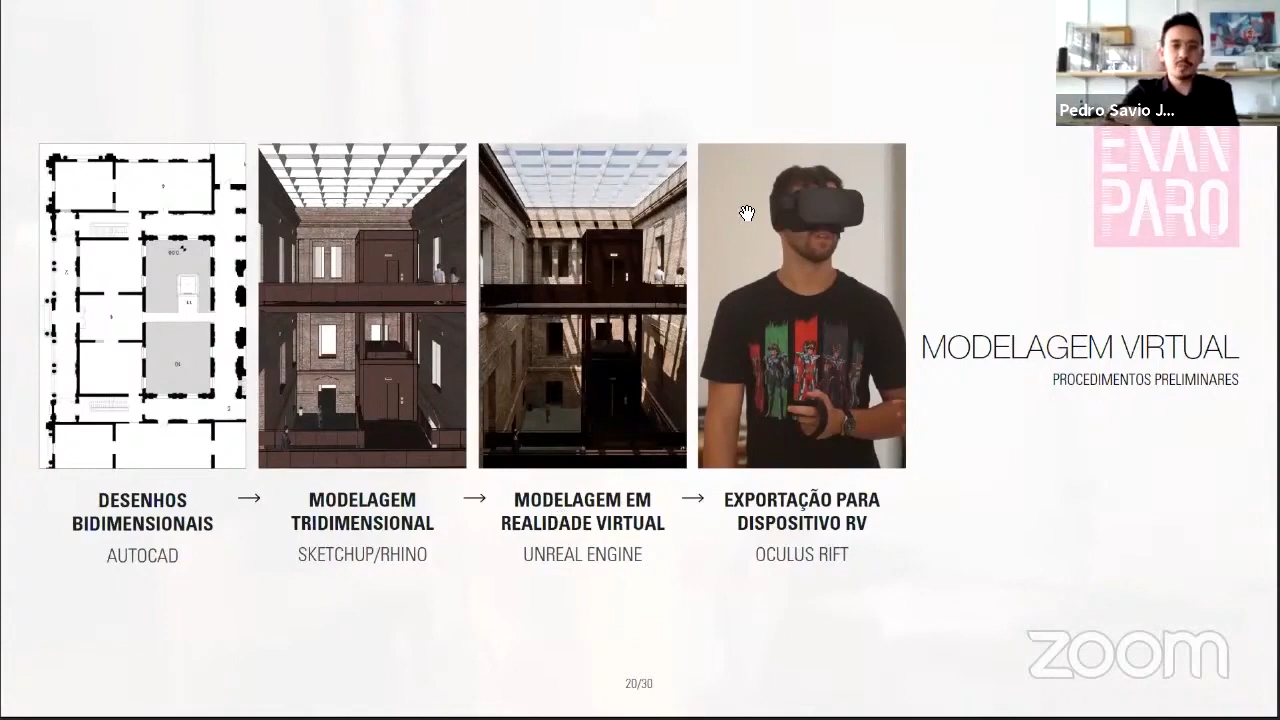 Pedro Savio J...
ENAN
PARO
MODELAGEM VIRTUAL
PROCEDIMENTOS PRELIMINARES
DESENHOS
BIDIMENSIONAIS
AUTOCAD
MODELAGEM
TRIDIMENSIONAL
SKETCHUP/RHINO
MODELAGEM EM
REALIDADE VIRTUAL
UNREAL ENGINE
EXPORTAÇÃO PARA
DISPOSITIVO RV
OCULUS RIFT
zoom
20/30